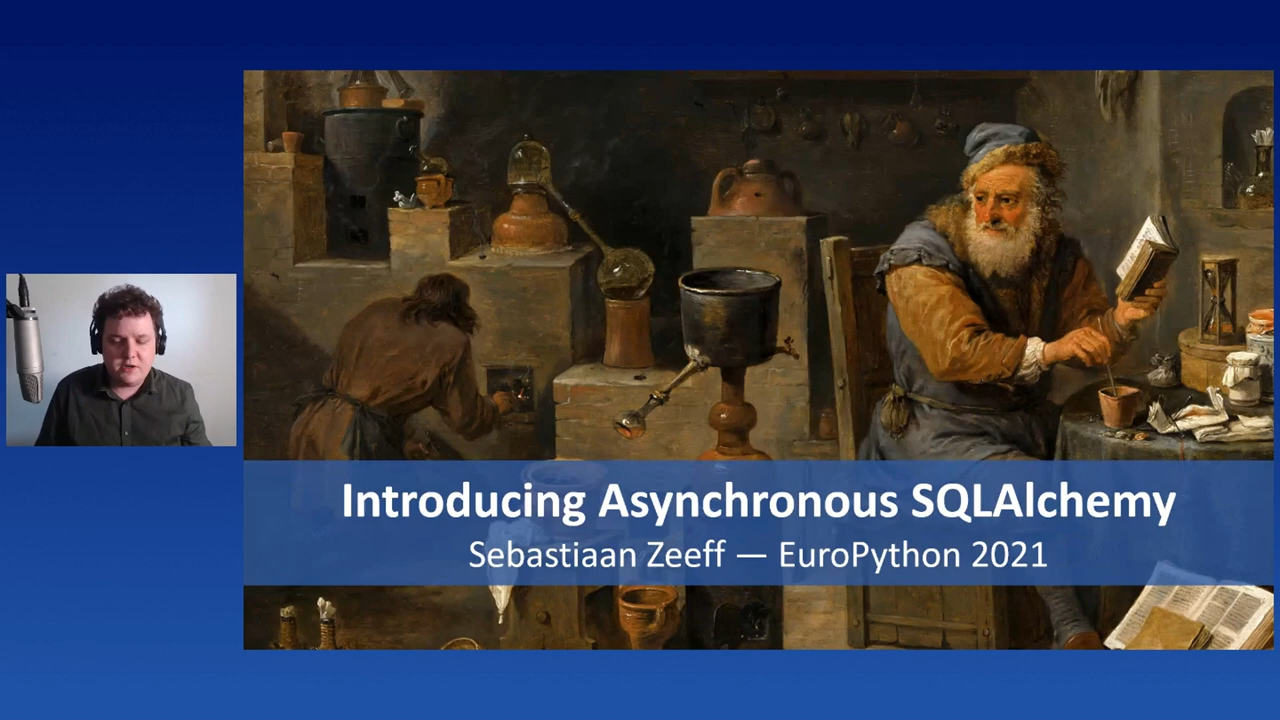 Introducing Asynchronous SQLAlchemy
Sebastiaan Zeeff — EuroPython 2021